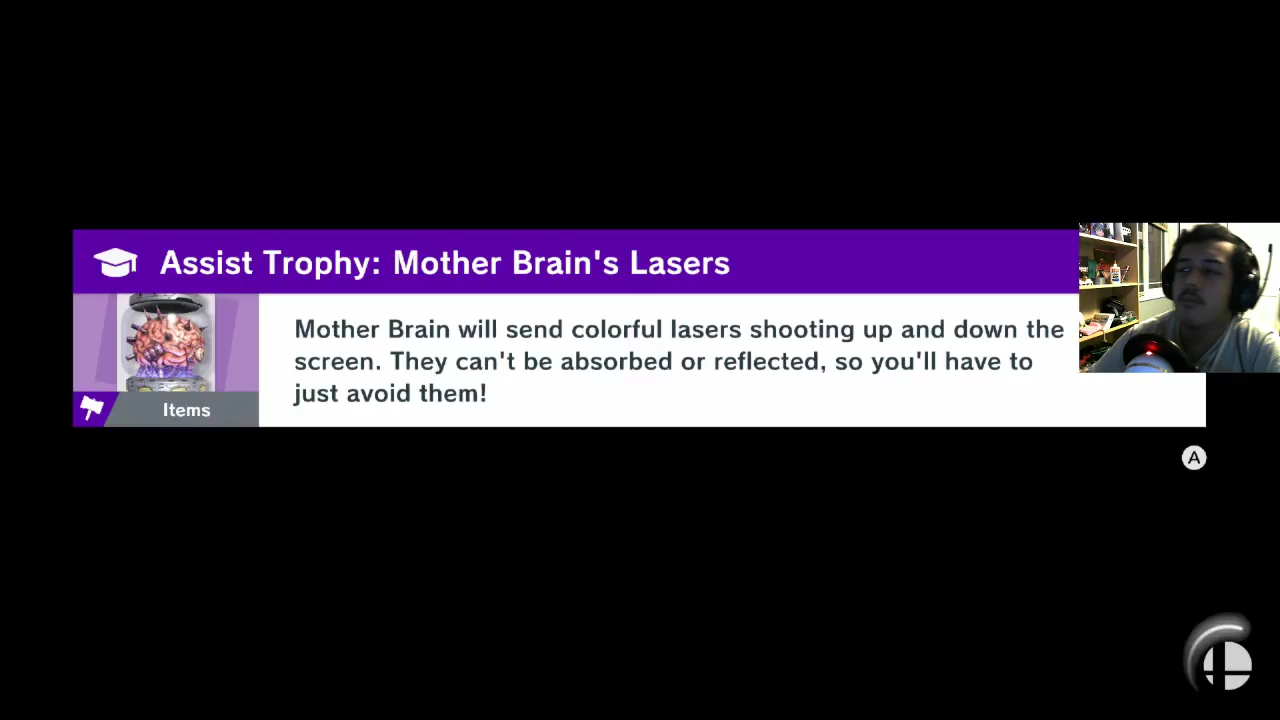 Assist Trophy: Mother Brain's Lasers
Mother Brain will send colorful lasers shooting up and down the
screen. They can't be absorbed or reflected, so you'll have to
just avoid them!
Items
A